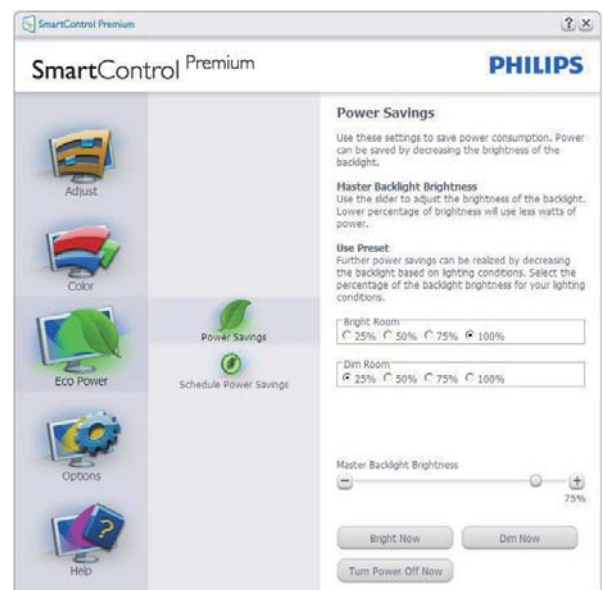 SmartControl Premium
SmartControl Premium
PHILIPS
Adjust
Color
Eco Power
Options
Help
Power Savings
Schedule Power Savings
Power Savings
Use these settings to save power consumption. Power
can be saved by decreasing the brightness of the
backlight.
Master Backlight Brightness
Use the slider to adjust the brightness of the backlight.
Lower percentage of brightness will use less watts of
power.
Use Preset
Further power savings can be realized by decreasing
the backlight based on lighting conditions. Select the
percentage of the backlight brightness for your lighting
conditions.
Bright Room
25% 50% 75% 100%
Dim Room
25% 50% 75% 100%
Master Backlight Brightness
75%
Bright Now Dim Now
Turn Power Off Now